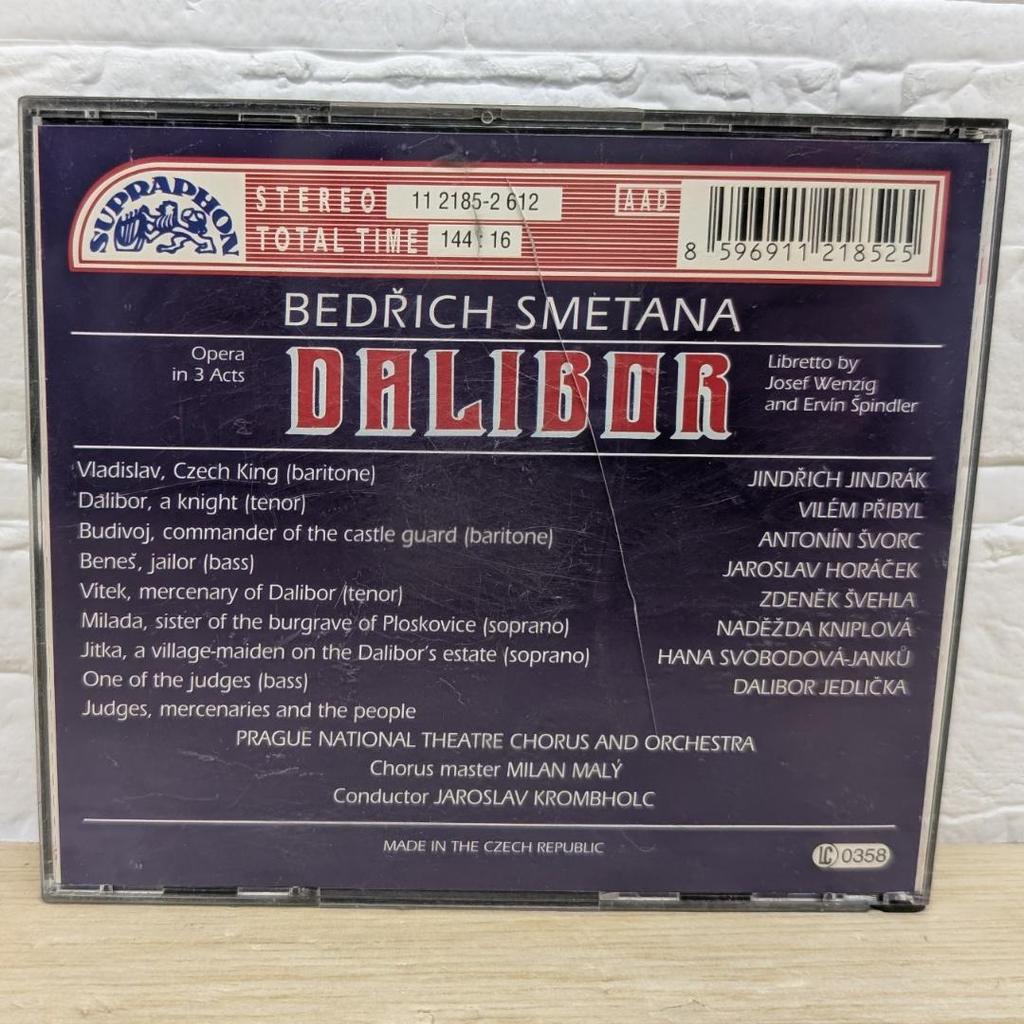 SUPRAPHON
STEREO 11 2185-2 612 AAD
TOTAL TIME 144:16
8 596911 218525
BEDŘICH SMETANA
Opera
in 3 Acts
DALIBOR
Libretto by
Josef Wenzig
and Ervín Špindler
Vladislav, Czech King (baritone) JINDŘICH JINDRÁK
Dalibor, a knight (tenor) VILÉM PŘIBYL
Budivoj, commander of the castle guard (baritone) ANTONÍN ŠVORC
Beneš, jailor (bass) JAROSLAV HORÁČEK
Vítek, mercenary of Dalibor (tenor) ZDENĚK ŠVEHLA
Milada, sister of the burgrave of Ploskovice (soprano) NADĚŽDA KNIPLOVÁ
Jitka, a village-maiden on the Dalibor's estate (soprano) HANA SVOBODOVÁ-JANKŮ
One of the judges (bass) DALIBOR JEDLIČKA
Judges, mercenaries and the people
PRAGUE NATIONAL THEATRE CHORUS AND ORCHESTRA
Chorus master MILAN MALÝ
Conductor JAROSLAV KROMBHOLC
MADE IN THE CZECH REPUBLIC
LC 0358